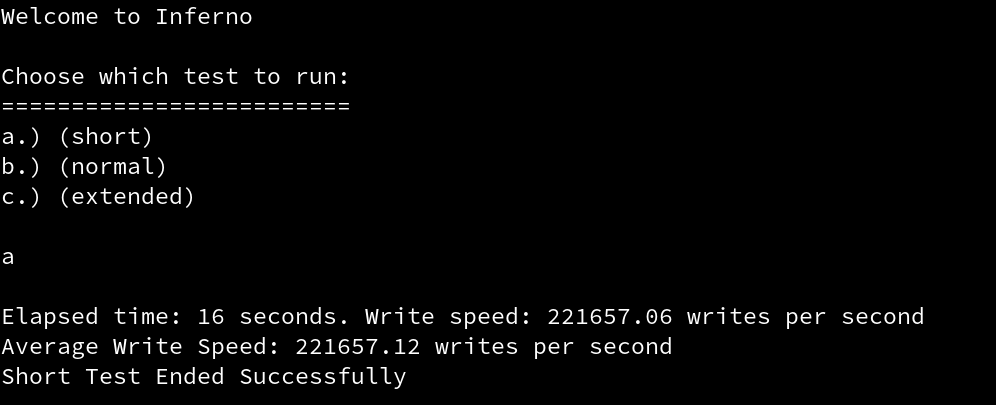 Welcome to Inferno
Choose which test to run:
=========================
a.) (short)
b.) (normal)
c.) (extended)
a
Elapsed time: 16 seconds. Write speed: 221657.06 writes per second
Average Write Speed: 221657.12 writes per second
Short Test Ended Successfully